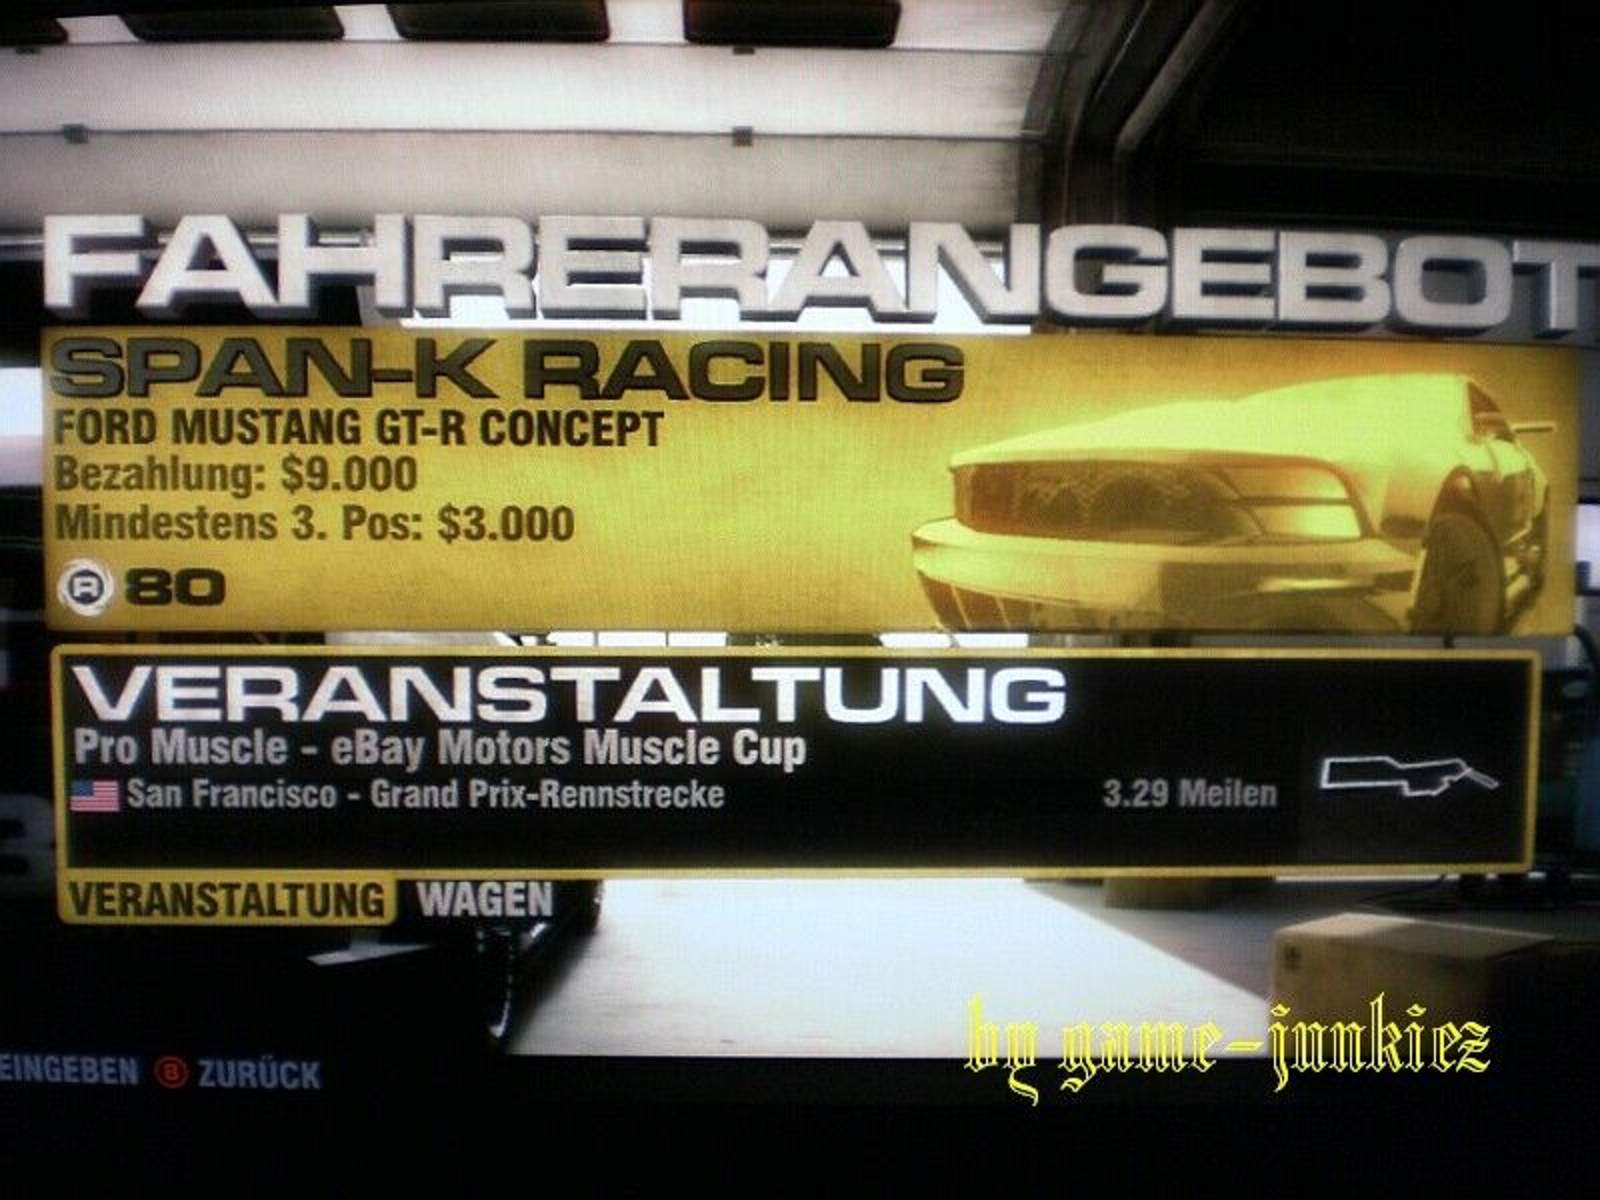 FAHRERANGEBOT
SPAN-K RACING
FORD MUSTANG GT-R CONCEPT
Bezahlung: $9.000
Mindestens 3. Pos: $3.000
R 80
VERANSTALTUNG
Pro Muscle - eBay Motors Muscle Cup
San Francisco - Grand Prix-Rennstrecke 3.29 Meilen
VERANSTALTUNG WAGEN
EINGEBEN B ZURÜCK
by game-junkiez